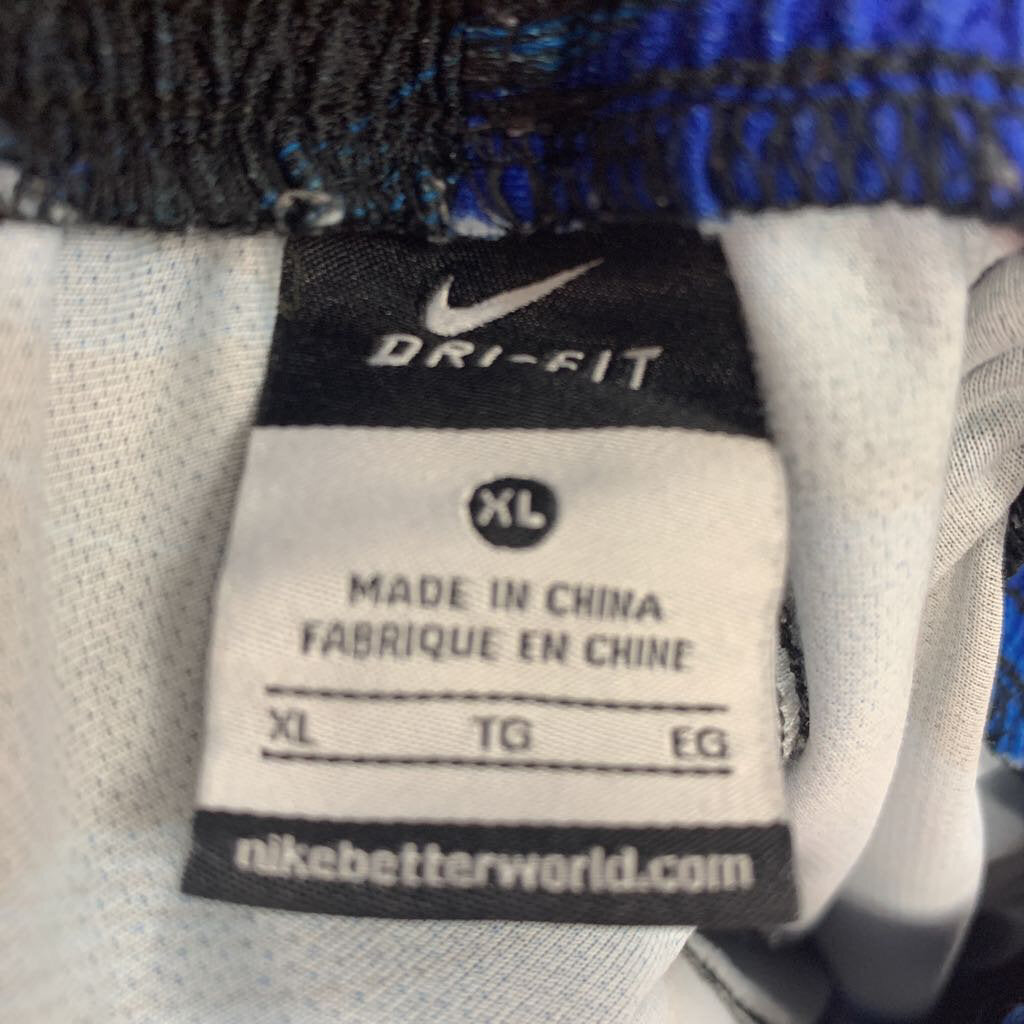 DRI-FIT
XL
MADE IN CHINA
FABRIQUE EN CHINE
XL TG EG
nikebetterworld.com